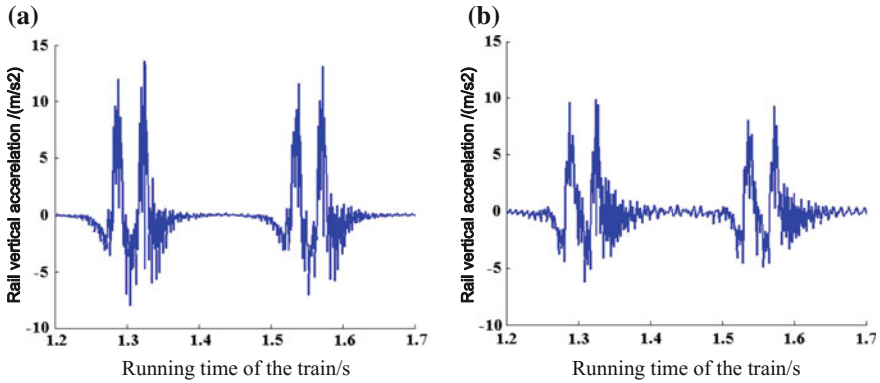 (a)
Rail vertical accerelation /(m/s2)
15
10
5
0
-5
-10
1.2 1.3 1.4 1.5 1.6 1.7
Running time of the train/s
(b)
Rail vertical accerelation /(m/s2)
15
10
5
0
-5
-10
1.2 1.3 1.4 1.5 1.6 1.7
Running time of the train/s